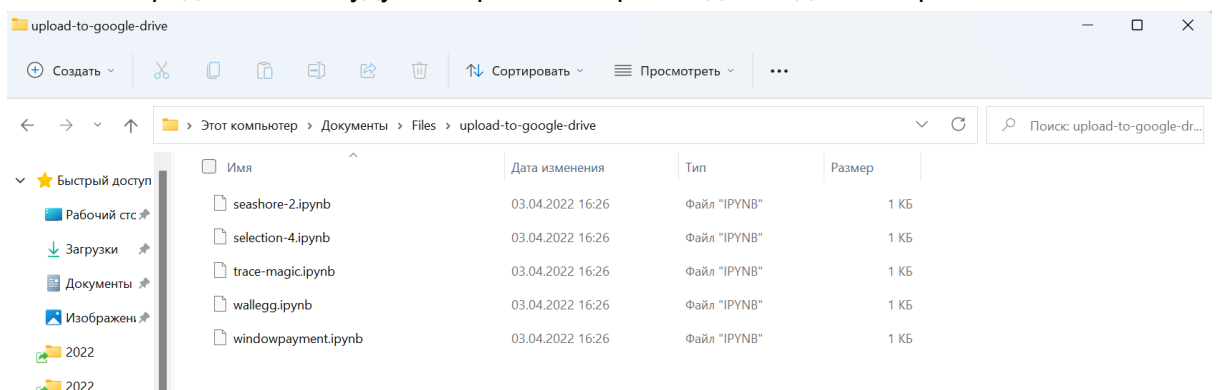 upload-to-google-drive
Создать Сортировать Просмотреть
Этот компьютер › Документы › Files › upload-to-google-drive Поиск: upload-to-google-dr...
Быстрый доступ
Рабочий стс
Загрузки
Документы
Изображени
2022
2022
Имя Дата изменения Тип Размер
seashore-2.ipynb 03.04.2022 16:26 Файл "IPYNB" 1 КБ
selection-4.ipynb 03.04.2022 16:26 Файл "IPYNB" 1 КБ
trace-magic.ipynb 03.04.2022 16:26 Файл "IPYNB" 1 КБ
wallegg.ipynb 03.04.2022 16:26 Файл "IPYNB" 1 КБ
windowpayment.ipynb 03.04.2022 16:26 Файл "IPYNB" 1 КБ